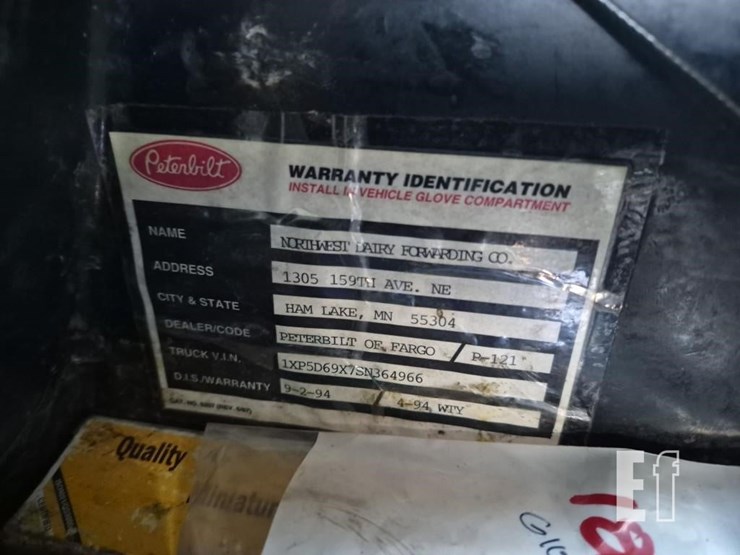 Peterbilt
WARRANTY IDENTIFICATION
INSTALL IN VEHICLE GLOVE COMPARTMENT
NAME NORTHWEST DAIRY FORWARDING CO.
ADDRESS 1305 159TH AVE. NE
CITY & STATE HAM LAKE, MN 55304
DEALER/CODE PETERBILT OF FARGO / P-121
TRUCK V.I.N. 1XP5D69X7SN364966
D.I.S./WARRANTY 9-2-94 4-94 WTY
Quality
Miniatur
Ef